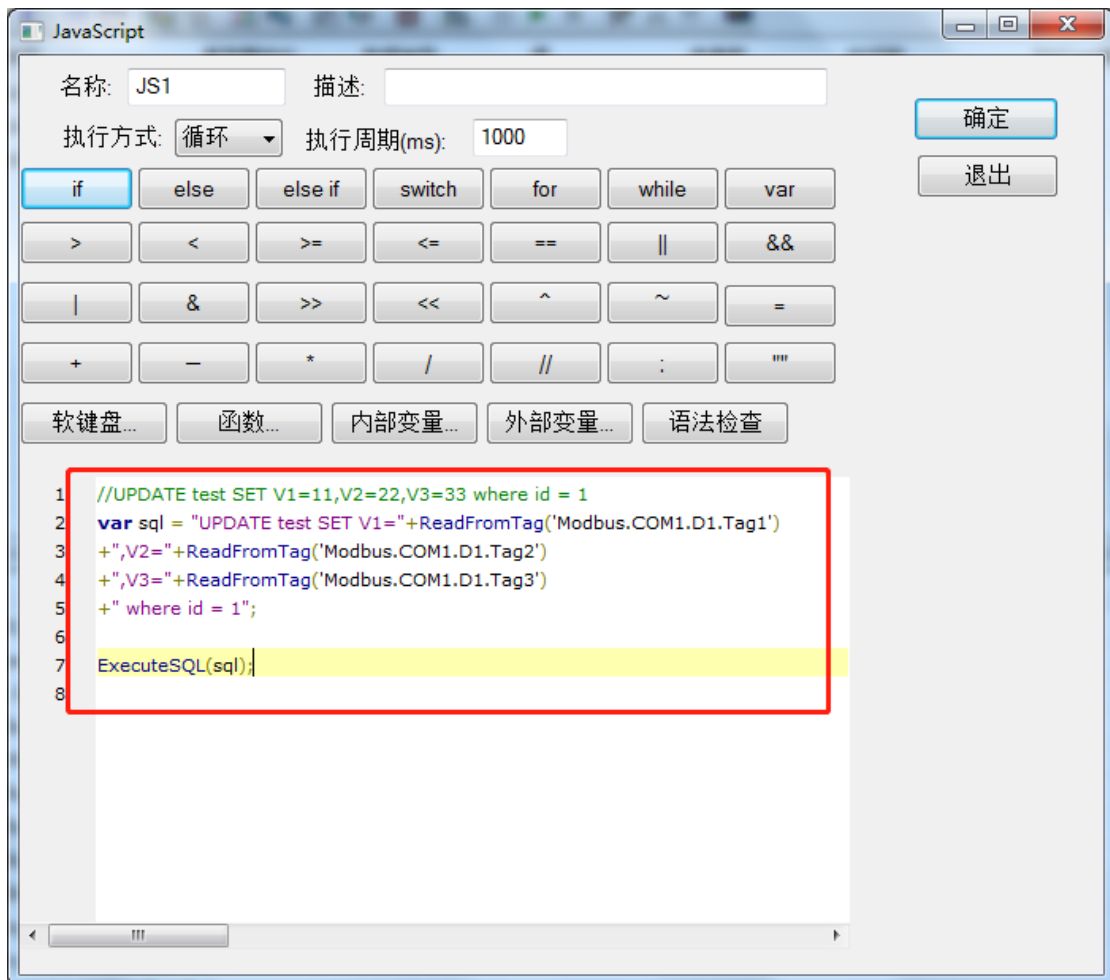 JavaScript
名称: JS1 描述:
确定
执行方式: 循环 执行周期(ms): 1000
退出
if else else if switch for while var
> < >= <= == || &&
| & >> << ^ ~ =
+ – * / // ; ""
软键盘... 函数... 内部变量... 外部变量... 语法检查
1 //UPDATE test SET V1=11,V2=22,V3=33 where id = 1
2 var sql = "UPDATE test SET V1="+ReadFromTag('Modbus.COM1.D1.Tag1')
3 +",V2="+ReadFromTag('Modbus.COM1.D1.Tag2')
4 +",V3="+ReadFromTag('Modbus.COM1.D1.Tag3')
5 +" where id = 1";
6
7 ExecuteSQL(sql);
8